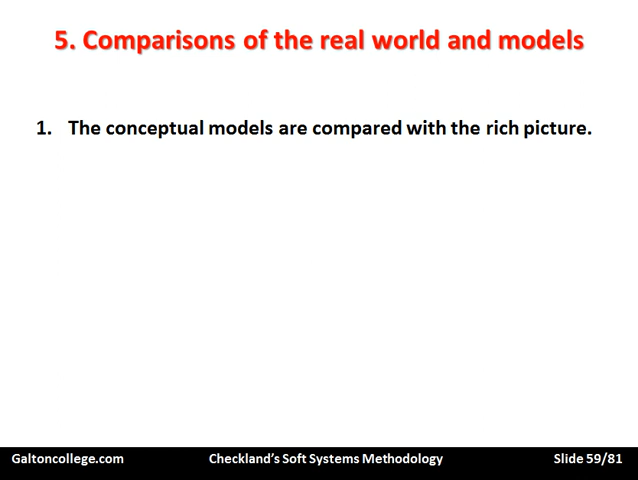 5. Comparisons of the real world and models
1. The conceptual models are compared with the rich picture.
Galtoncollege.com Checkland’s Soft Systems Methodology Slide 59/81